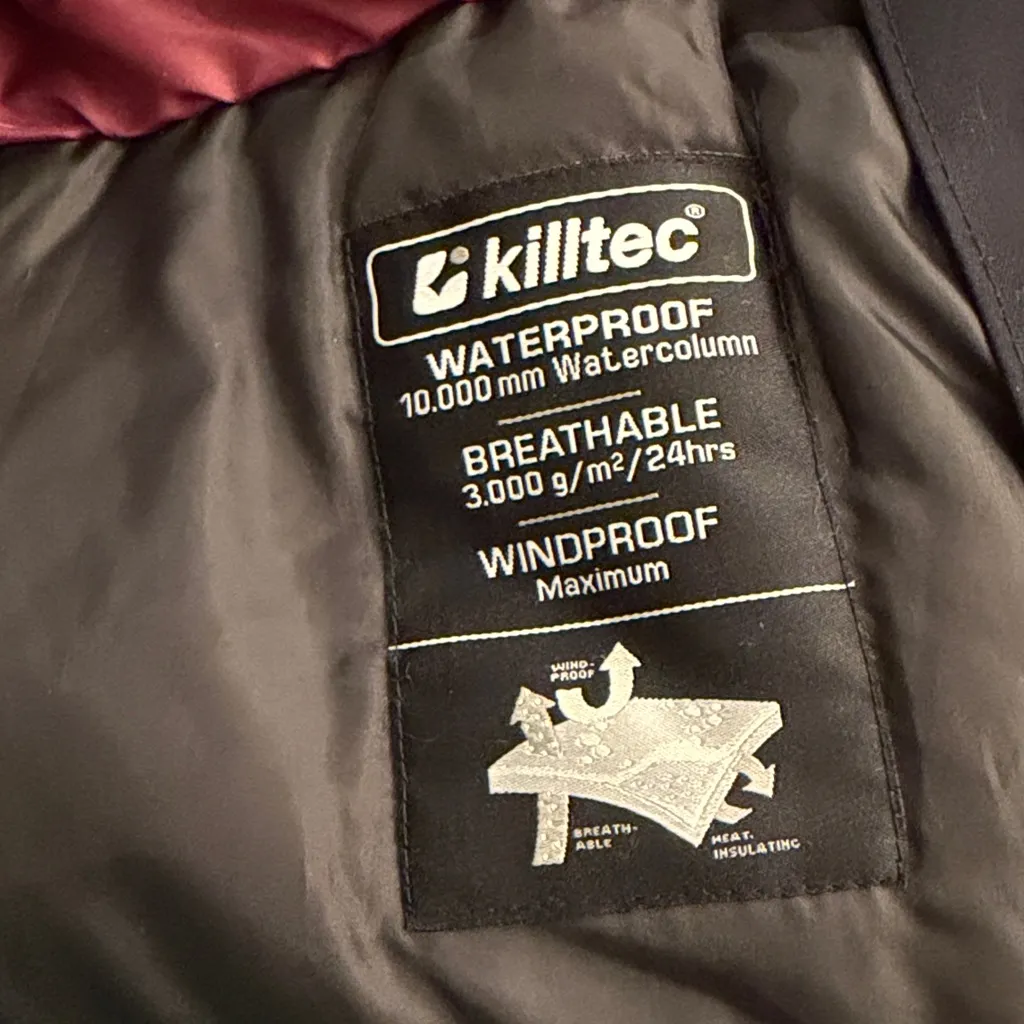 killtec®
WATERPROOF
10.000 mm Watercolumn
BREATHABLE
3.000 g/m²/24hrs
WINDPROOF
Maximum
WIND-
PROOF
BREATH-
ABLE
HEAT.
INSULATING